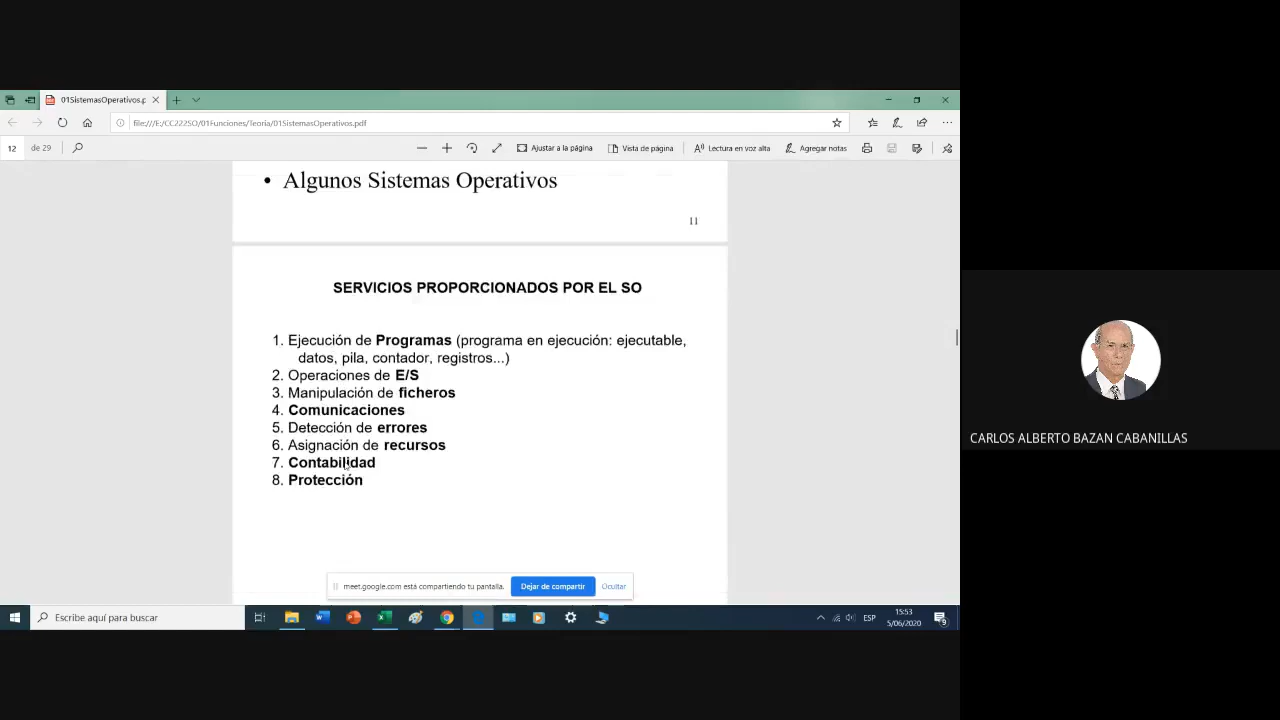 01SistemasOperativos.p
file:///E:/CC222SO/01Funciones/Teoria/01SistemasOperativos.pdf
12 de 29
Ajustar a la página
Vista de página
Lectura en voz alta
Agregar notas
• Algunos Sistemas Operativos
11
SERVICIOS PROPORCIONADOS POR EL SO
1. Ejecución de Programas (programa en ejecución: ejecutable,
datos, pila, contador, registros...)
2. Operaciones de E/S
3. Manipulación de ficheros
4. Comunicaciones
5. Detección de errores
6. Asignación de recursos
7. Contabilidad
8. Protección
CARLOS ALBERTO BAZAN CABANILLAS
meet.google.com está compartiendo tu pantalla.
Dejar de compartir
Ocultar
Escribe aquí para buscar
ESP
15:53
5/06/2020